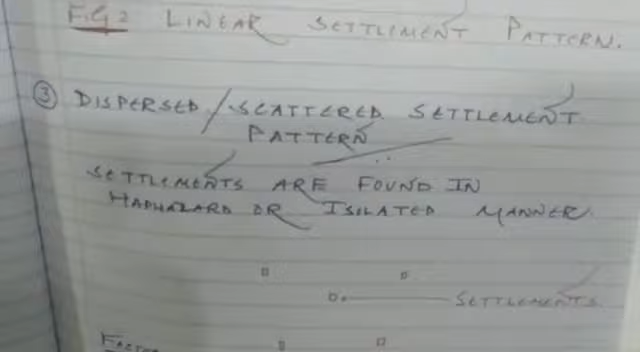 FIG 2 LINEAR SETTLEMENT PATTERN.
③ DISPERSED/SCATTERED SETTLEMENT
PATTERN
SETTLEMENTS ARE FOUND IN
HAPHAZARD OR ISOLATED MANNER.
SETTLEMENTS